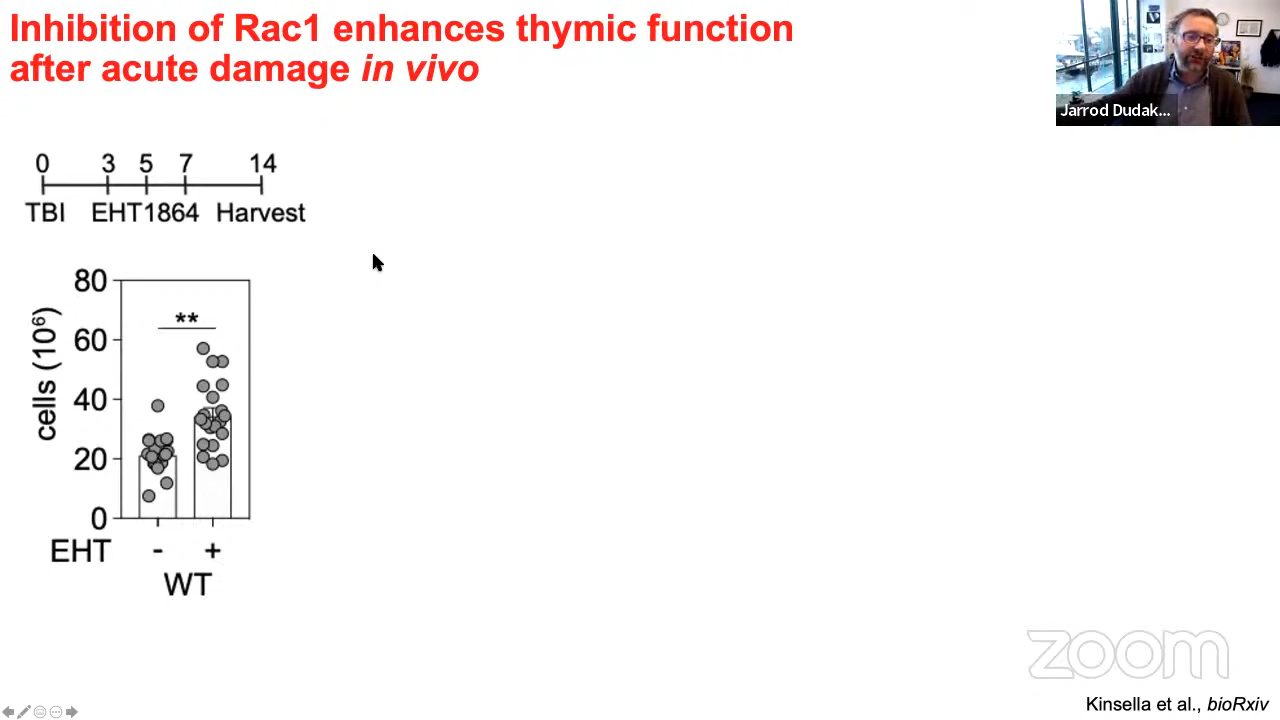 Inhibition of Rac1 enhances thymic function
after acute damage in vivo
Jarrod Dudak...
0 3 5 7 14
TBI EHT1864 Harvest
80
**
60
cells (10⁶)
40
20
0
EHT - +
WT
zoom
Kinsella et al., bioRxiv